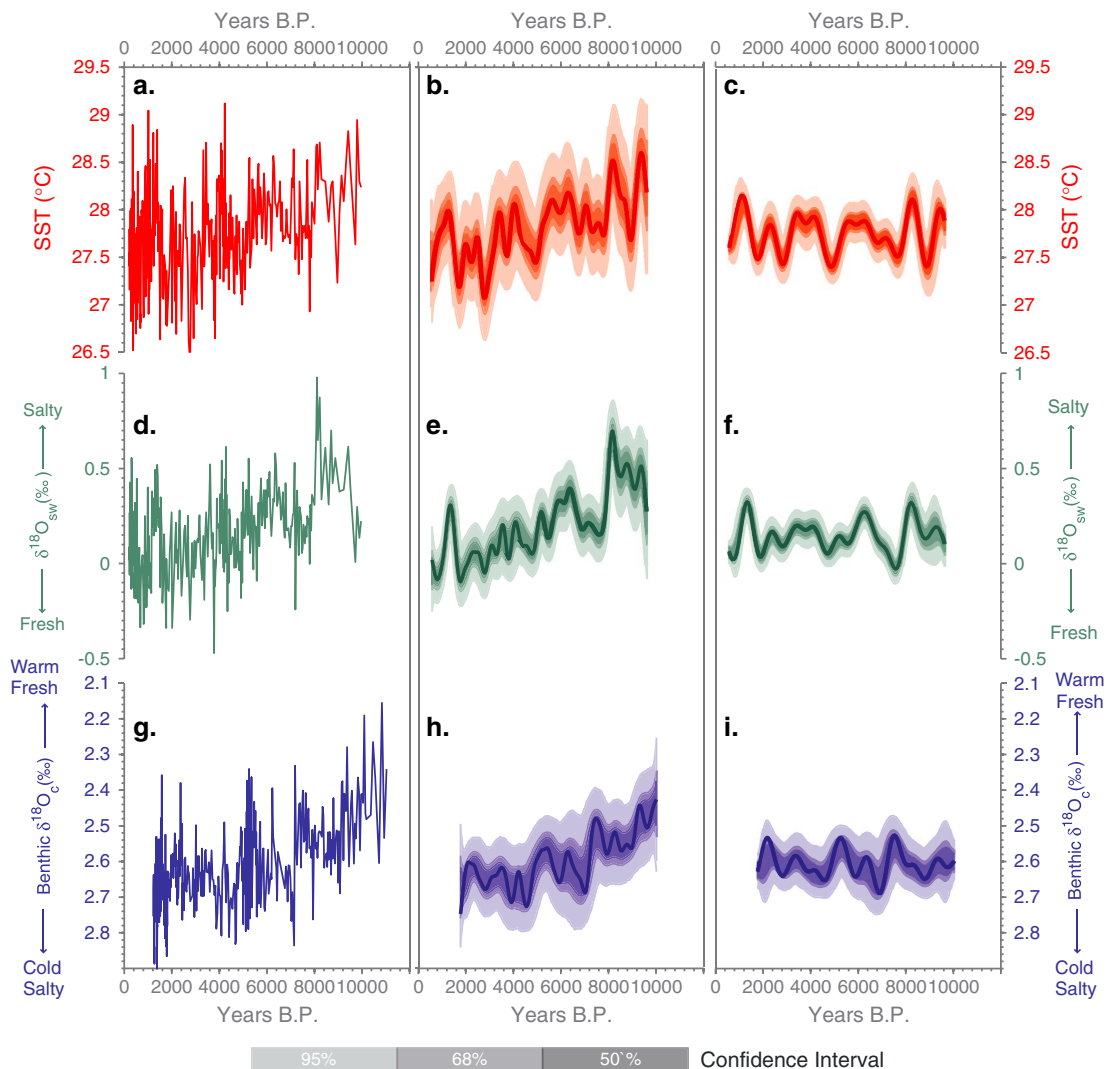 Years B.P. Years B.P. Years B.P.
0 2000 4000 6000 8000 10000 0 2000 4000 6000 8000 10000 0 2000 4000 6000 8000 10000
a. b. c.
29.5 29.5
29 29
28.5 28.5
28 28
27.5 27.5
27 27
26.5 26.5
SST (°C) SST (°C)
d. e. f.
1 1
0.5 0.5
0 0
-0.5 -0.5
Salty Salty
δ18Osw(‰) δ18Osw(‰)
Fresh Fresh
Warm Fresh Warm Fresh
g. h. i.
2.1 2.1
2.2 2.2
2.3 2.3
2.4 2.4
2.5 2.5
2.6 2.6
2.7 2.7
2.8 2.8
Benthic δ18Oc(‰) Benthic δ18Oc(‰)
Cold Salty Cold Salty
0 2000 4000 6000 8000 10000 0 2000 4000 6000 8000 10000 0 2000 4000 6000 8000 10000
Years B.P. Years B.P. Years B.P.
95% 68% 50`% Confidence Interval